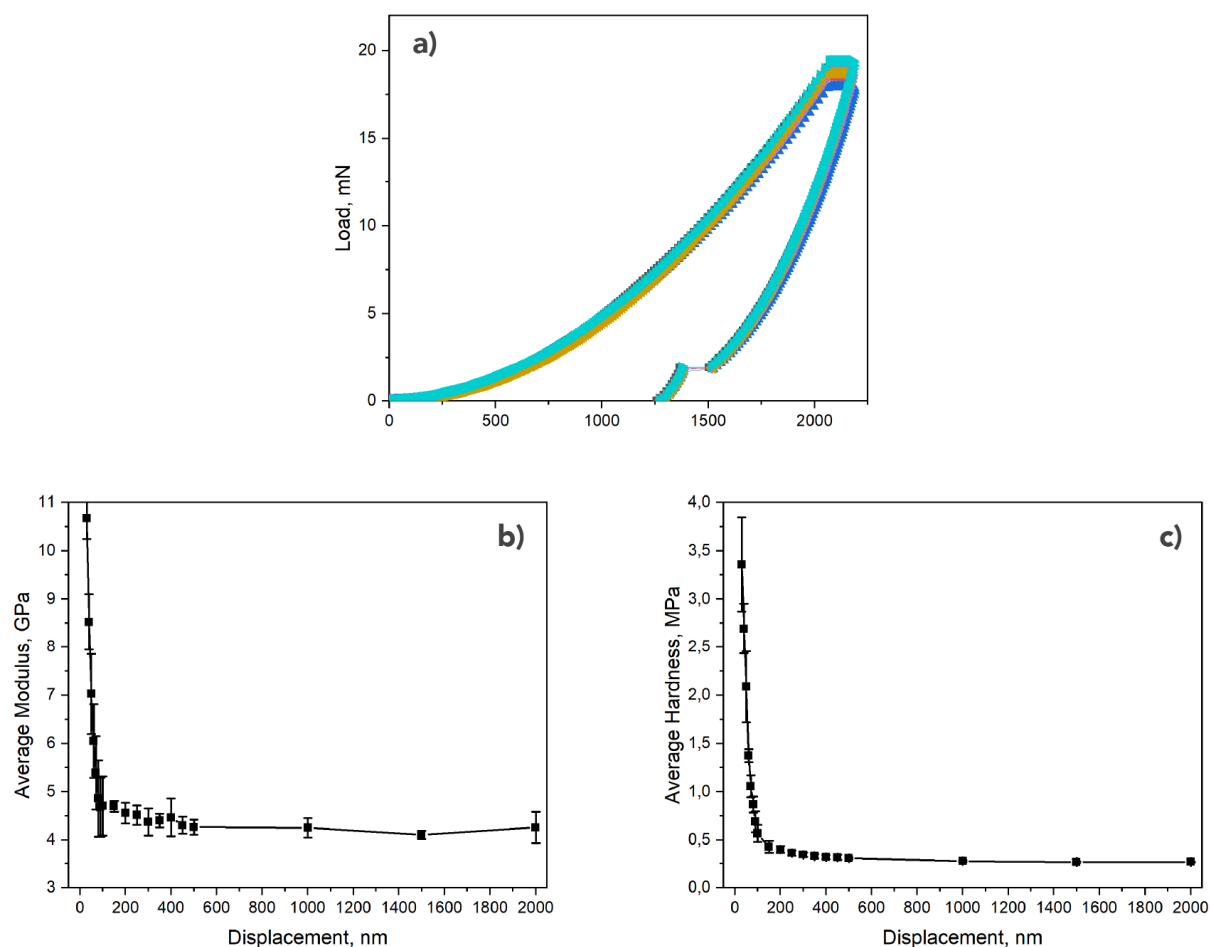 a)
Load, mN
20
15
10
5
0
0 500 1000 1500 2000
b)
Average Modulus, GPa
11
10
9
8
7
6
5
4
3
0 200 400 600 800 1000 1200 1400 1600 1800 2000
Displacement, nm
c)
Average Hardness, MPa
4,0
3,5
3,0
2,5
2,0
1,5
1,0
0,5
0,0
0 200 400 600 800 1000 1200 1400 1600 1800 2000
Displacement, nm